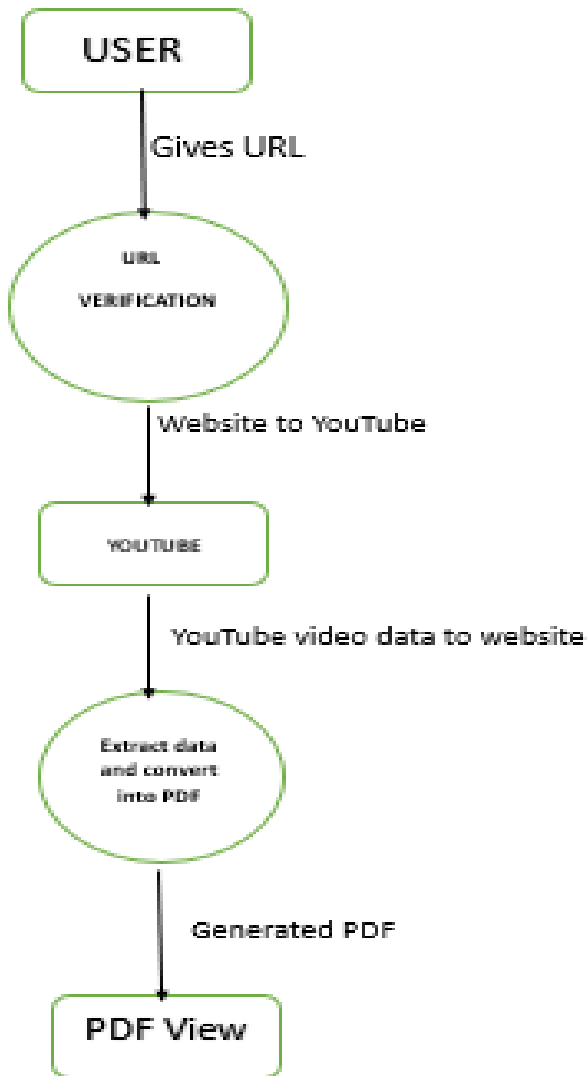 USER
Gives URL
URL
VERIFICATION
Website to YouTube
YOUTUBE
YouTube video data to website
Extract data
and convert
into PDF
Generated PDF
PDF View